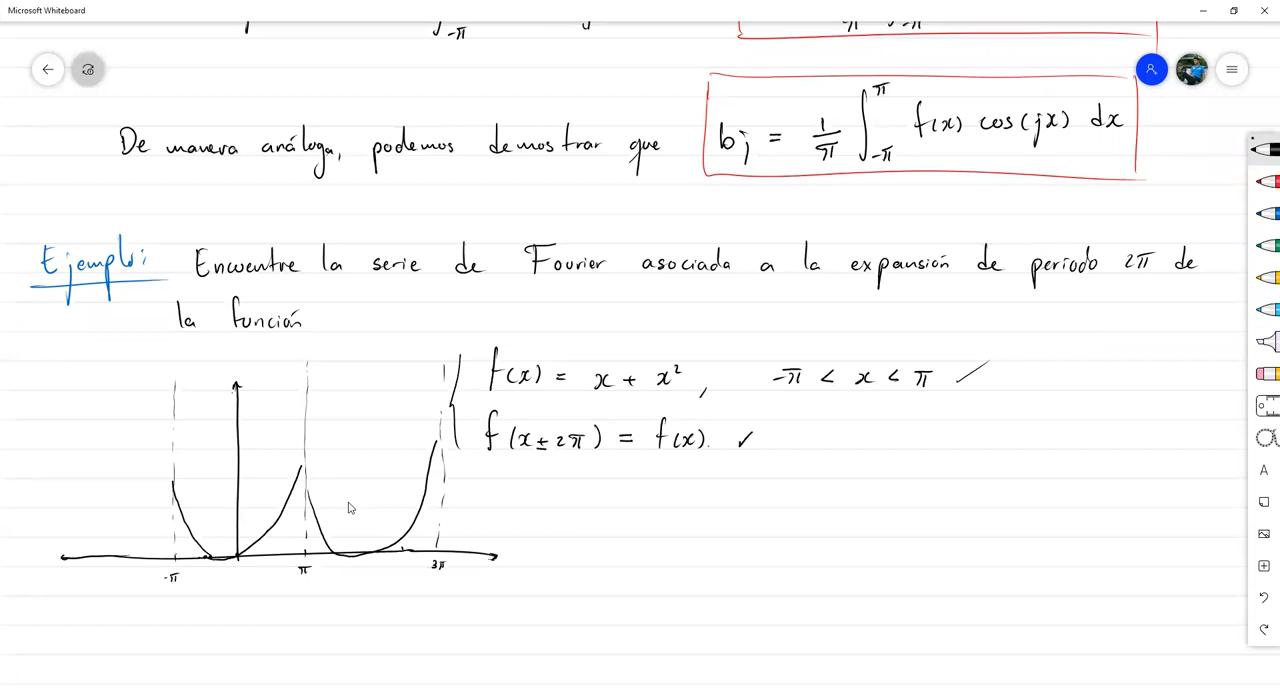 Microsoft Whiteboard
-π
π -π
De manera análoga, podemos demostrar que bj = 1/π ∫_{-π}^{π} f(x) cos(jx) dx
Ejemplo: Encuentre la serie de Fourier asociada a la expansión de período 2π de
la función
f(x) = x + x², -π < x < π ✓
f(x ± 2π) = f(x). ✓
-π π 3π
A